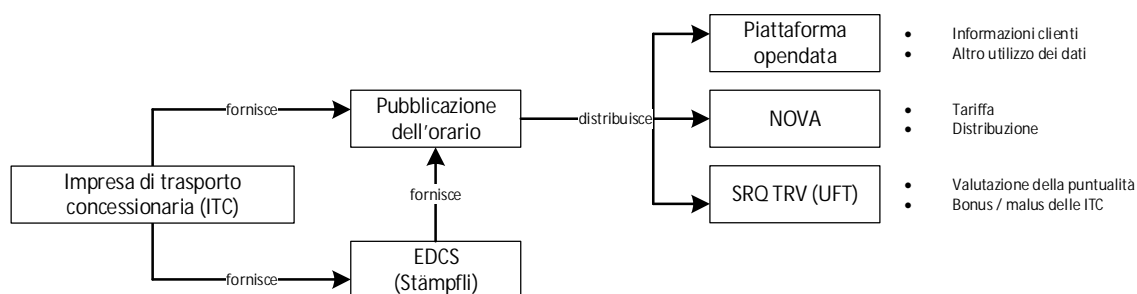 Piattaforma
opendata
• Informazioni clienti
• Altro utilizzo dei dati
fornisce
Pubblicazione
dell'orario
distribuisce
NOVA
• Tariffa
• Distribuzione
Impresa di trasporto
concessionaria (ITC)
fornisce
SRQ TRV (UFT)
• Valutazione della puntualità
• Bonus / malus delle ITC
fornisce
EDCS
(Stämpfli)